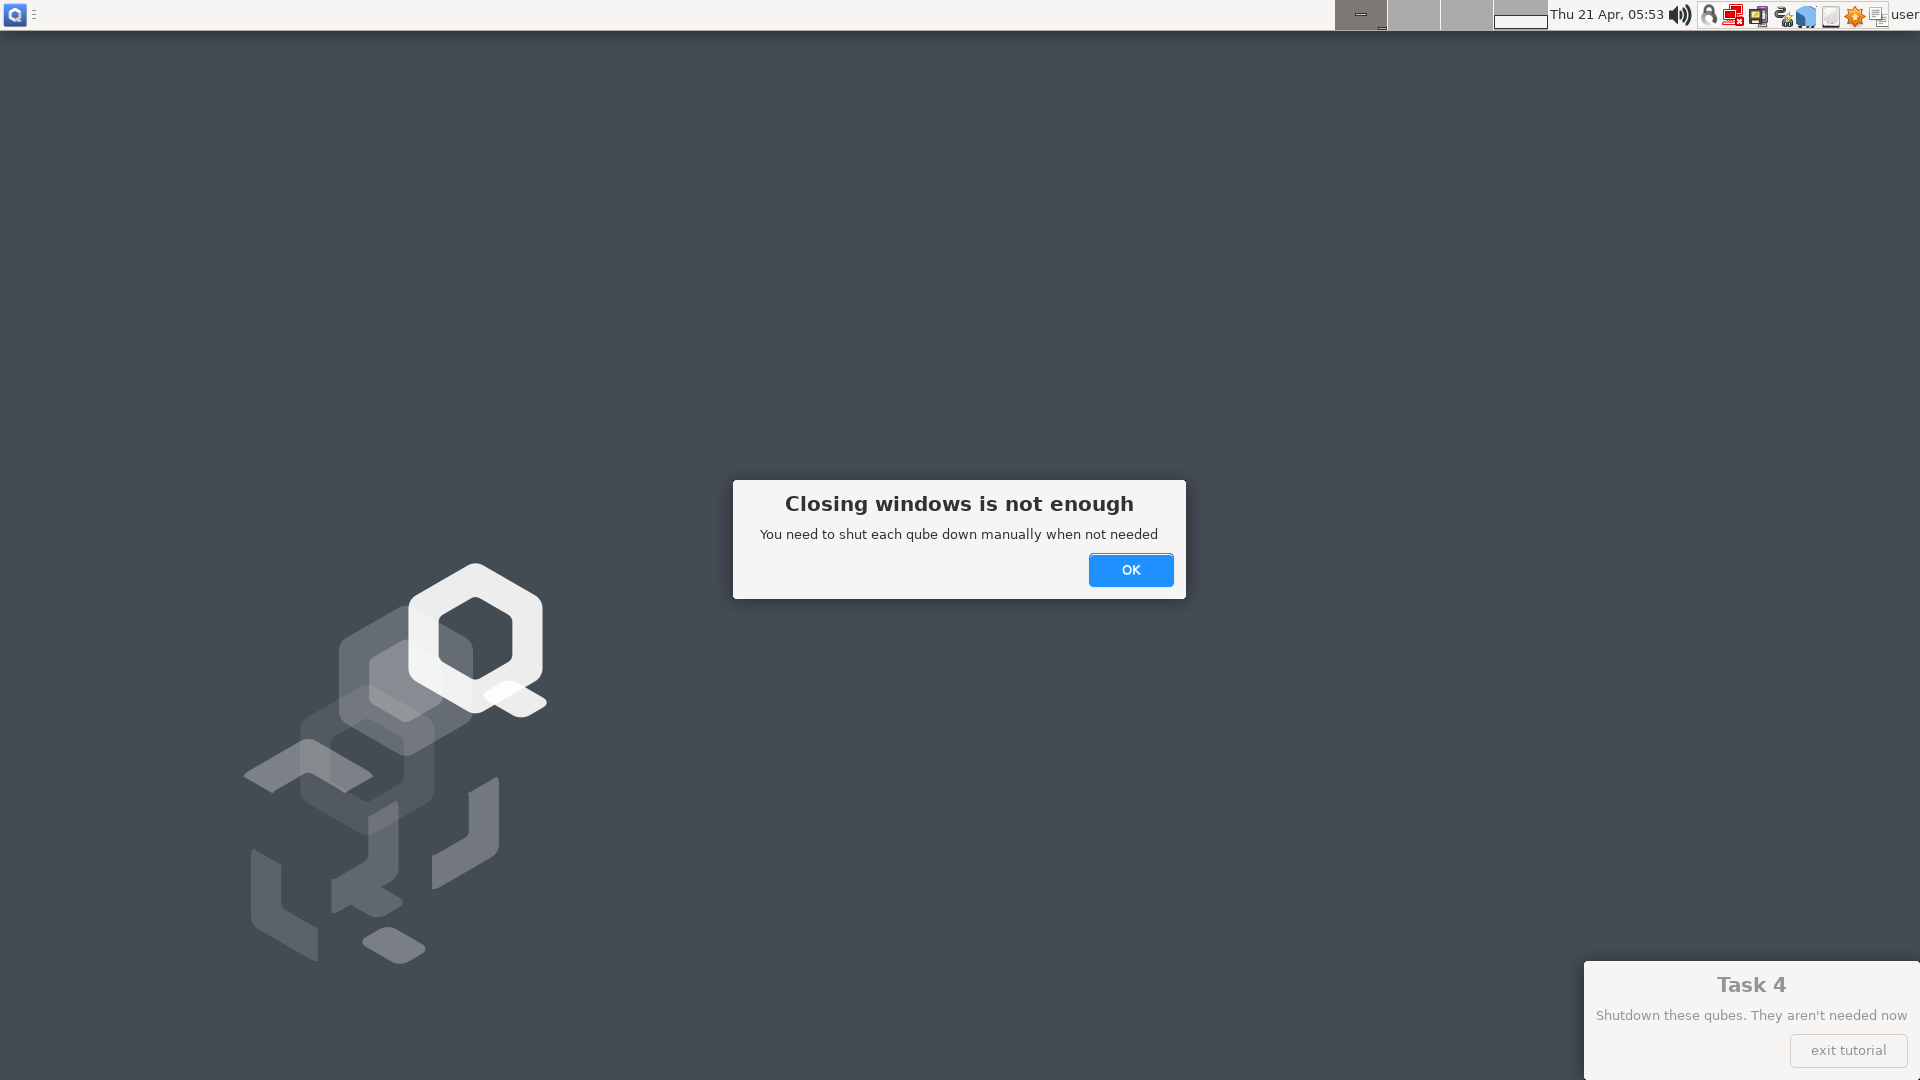 Thu 21 Apr, 05:53
user
Closing windows is not enough
You need to shut each qube down manually when not needed
OK
Task 4
Shutdown these qubes. They aren't needed now
exit tutorial